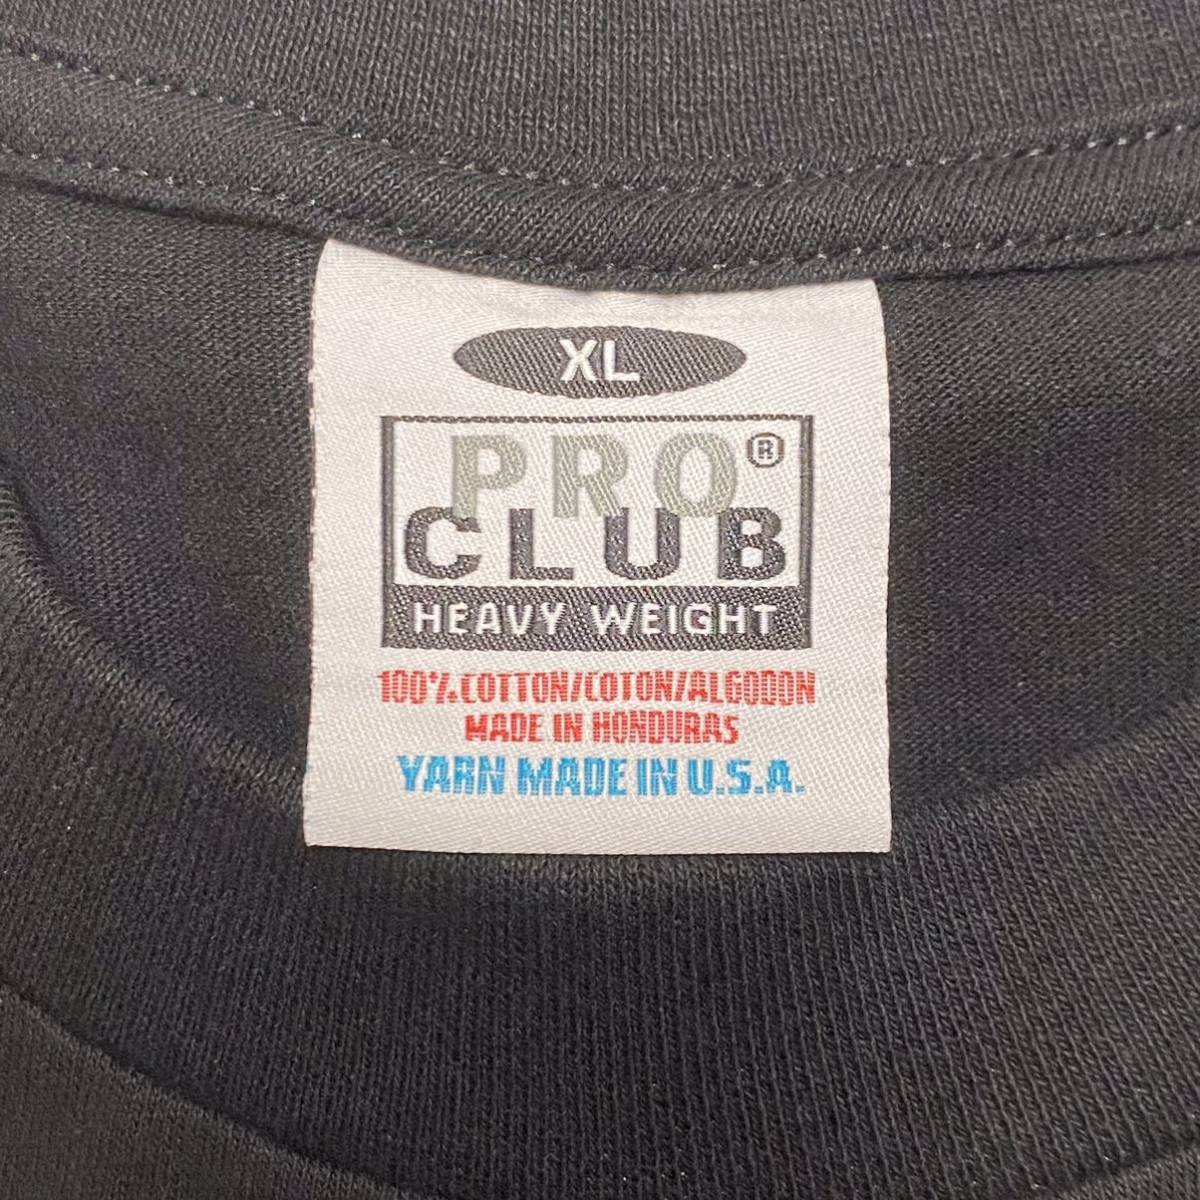 XL
PRO®
CLUB
HEAVY WEIGHT
100%COTTON/COTON/ALGODON
MADE IN HONDURAS
YARN MADE IN U.S.A.